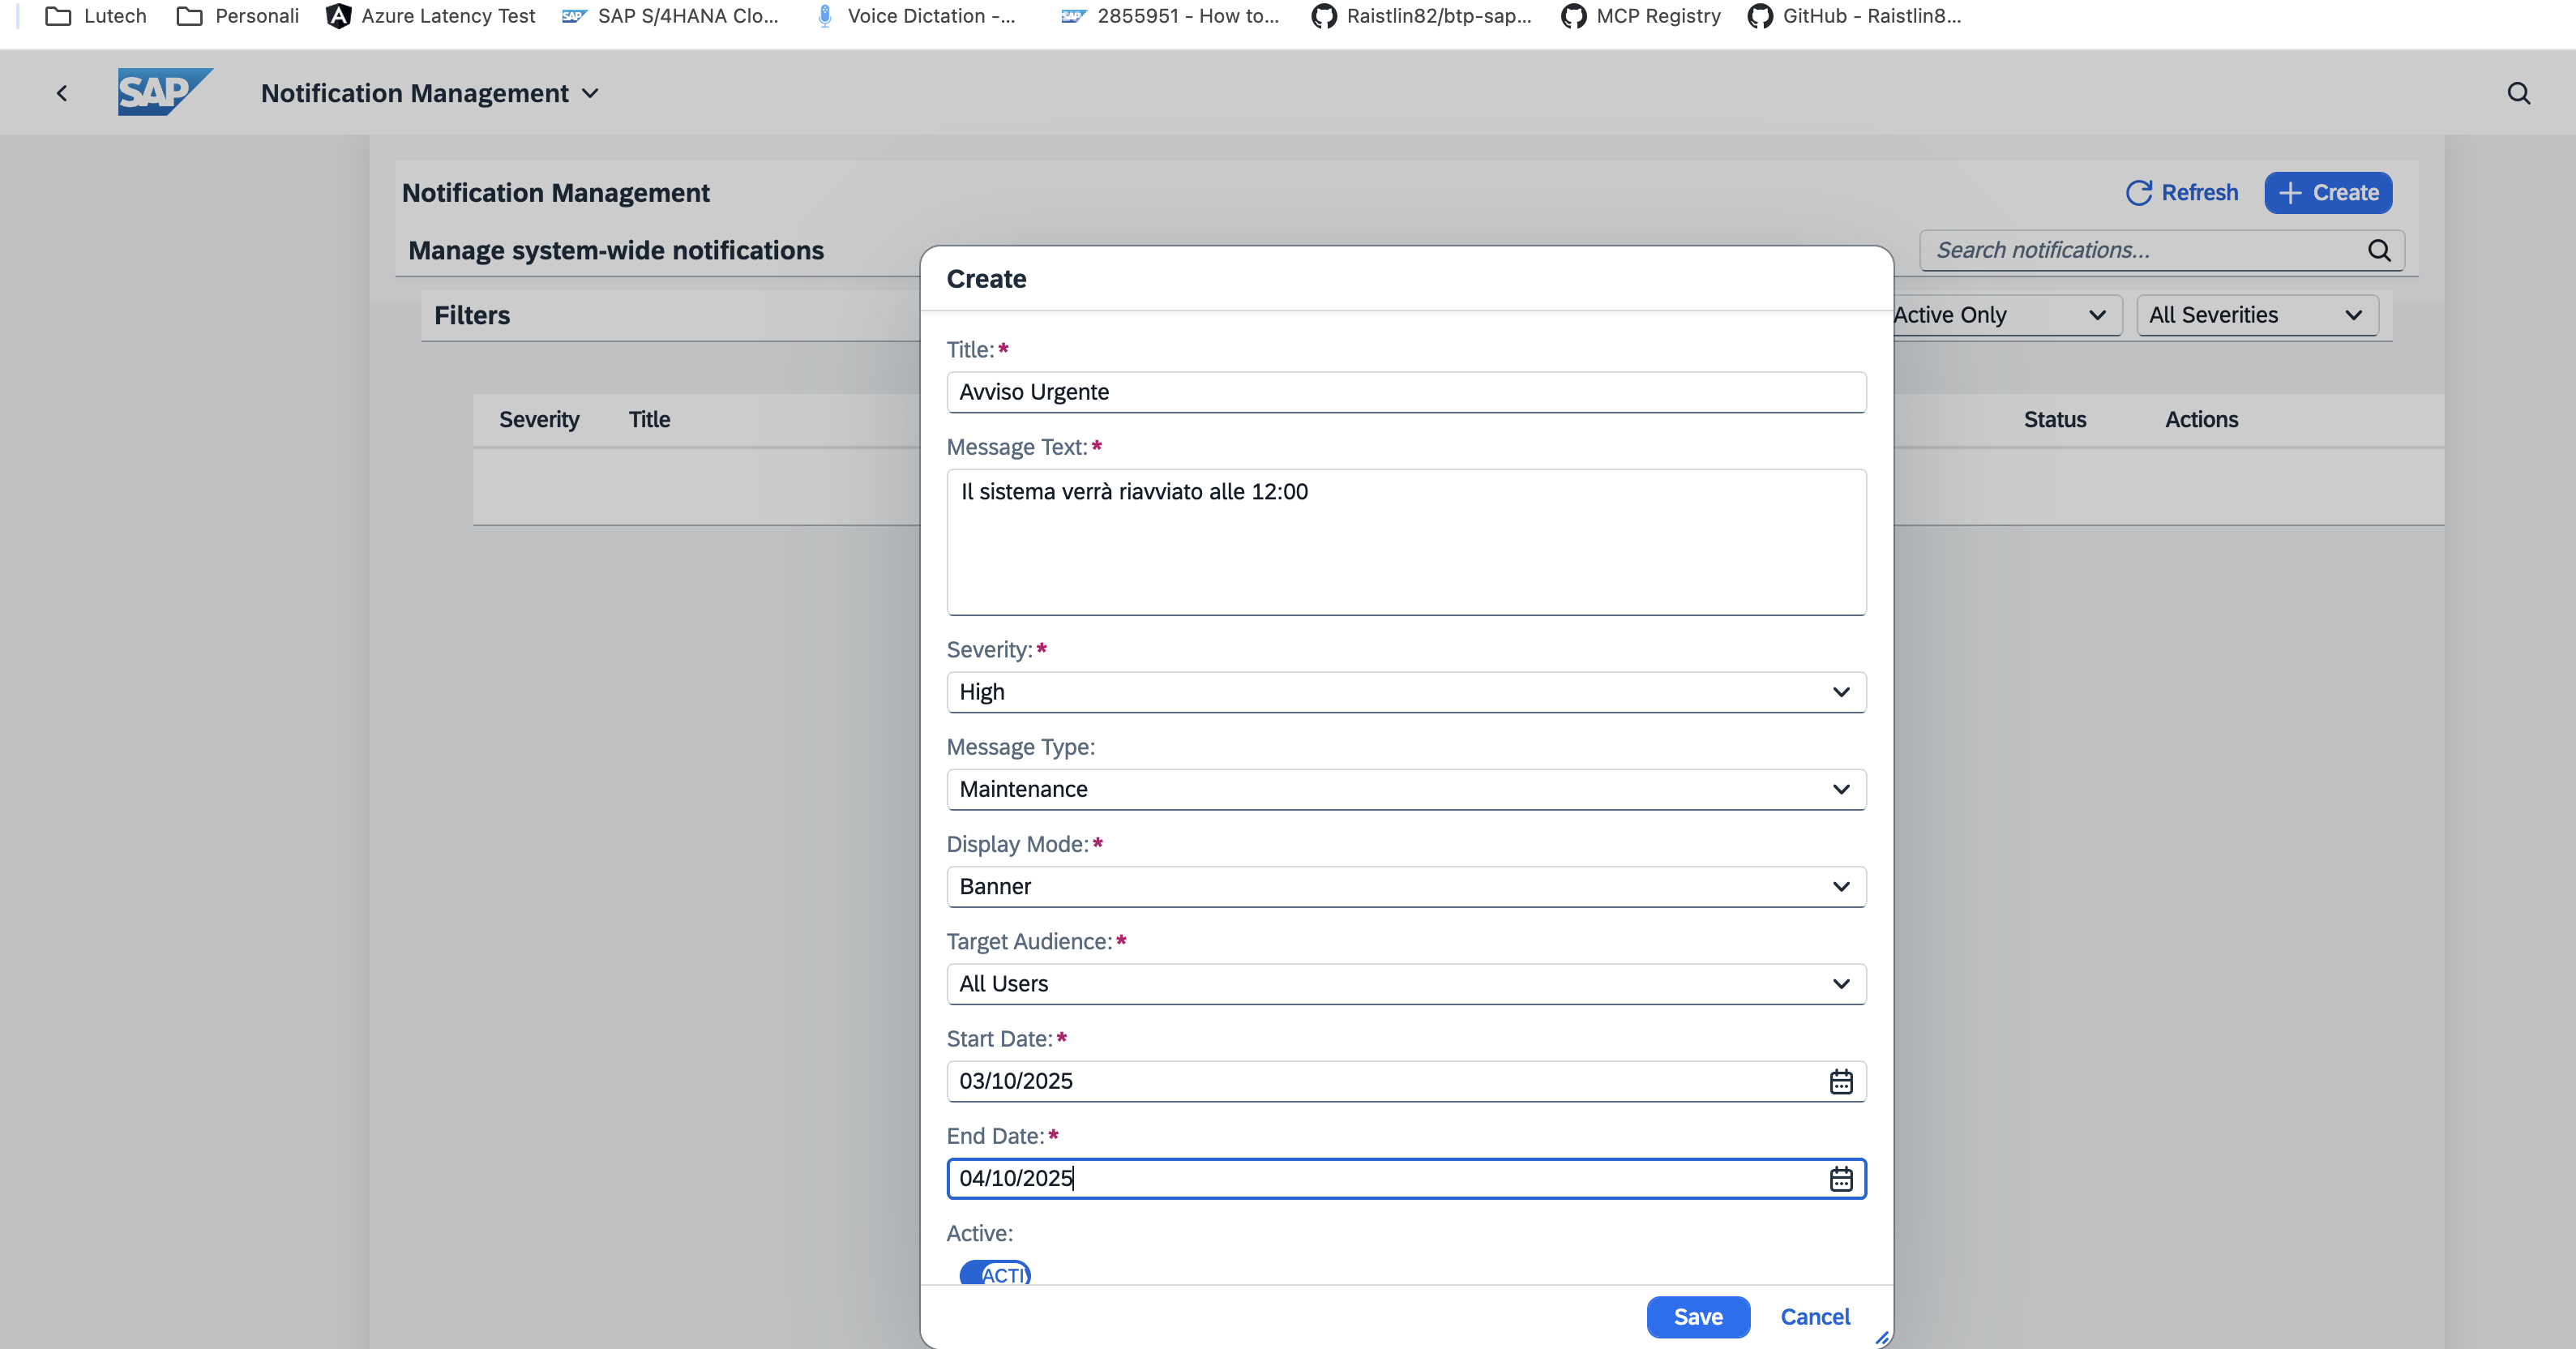 Lutech
Personali
Azure Latency Test
SAP S/4HANA Clo...
Voice Dictation -...
2855951 - How to...
Raistlin82/btp-sap...
MCP Registry
GitHub - Raistlin8...
SAP
Notification Management
Notification Management
Refresh
Create
Manage system-wide notifications
Search notifications...
Filters
Active Only
All Severities
Severity
Title
Status
Actions
Create
Title:*
Avviso Urgente
Message Text:*
Il sistema verrà riavviato alle 12:00
Severity:*
High
Message Type:
Maintenance
Display Mode:*
Banner
Target Audience:*
All Users
Start Date:*
03/10/2025
End Date:*
04/10/2025
Active:
ACTI
Save
Cancel